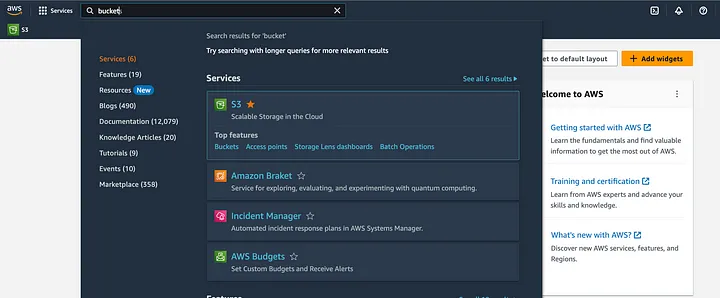 aws
Services
bucket
S3
Search results for 'bucket'
Try searching with longer queries for more relevant results
Services (6)
Features (19)
Resources New
Blogs (490)
Documentation (12,079)
Knowledge Articles (20)
Tutorials (9)
Events (10)
Marketplace (358)
Services
See all 6 results
S3
Scalable Storage in the Cloud
Top features
Buckets Access points Storage Lens dashboards Batch Operations
Amazon Braket
Service for exploring, evaluating, and experimenting with quantum computing.
Incident Manager
Automated incident response plans in AWS Systems Manager.
AWS Budgets
Set Custom Budgets and Receive Alerts
et to default layout
+ Add widgets
elcome to AWS
Getting started with AWS
Learn the fundamentals and find valuable
information to get the most out of AWS.
Training and certification
Learn from AWS experts and advance your
skills and knowledge.
What's new with AWS?
Discover new AWS services, features, and
Regions.